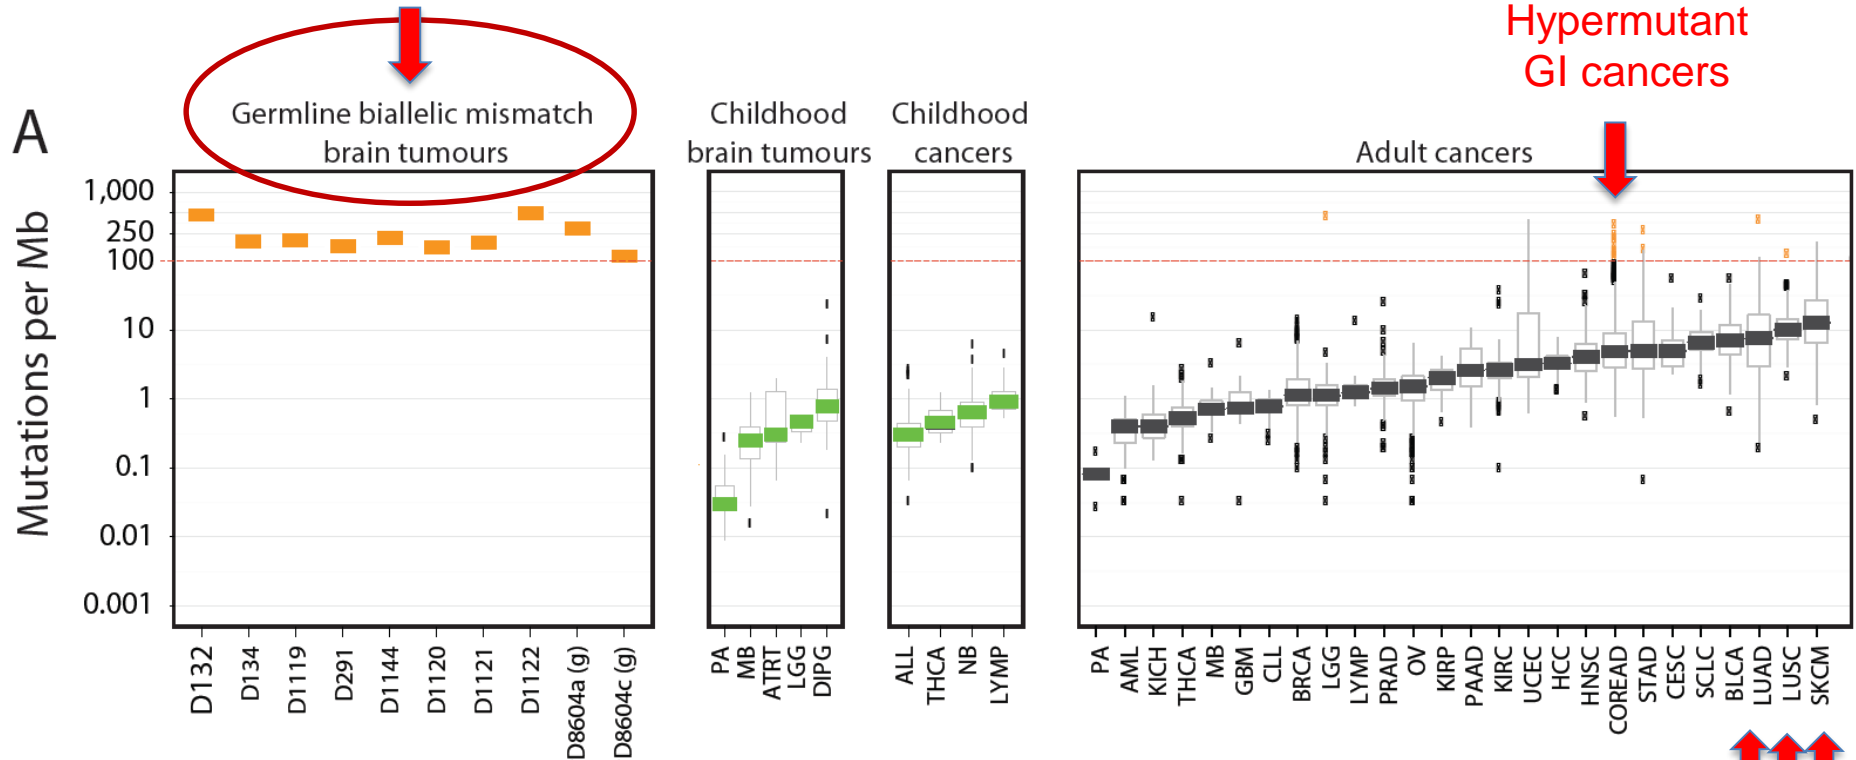 Hypermutant
GI cancers
A
Germline biallelic mismatch
brain tumours
Childhood
brain tumours
Childhood
cancers
Adult cancers
Mutations per Mb
1,000
250
100
10
1
0.1
0.01
0.001
D132
D134
D1119
D291
D1144
D1120
D1121
D1122
D8604a (g)
D8604c (g)
PA
MB
ATRT
LGG
DIPG
ALL
THCA
NB
LYMP
PA
AML
KICH
THCA
MB
GBM
CLL
BRCA
LGG
LYMP
PRAD
OV
KIRP
PAAD
KIRC
UCEC
HCC
HNSC
COREAD
STAD
CESC
SCLC
BLCA
LUAD
LUSC
SKCM